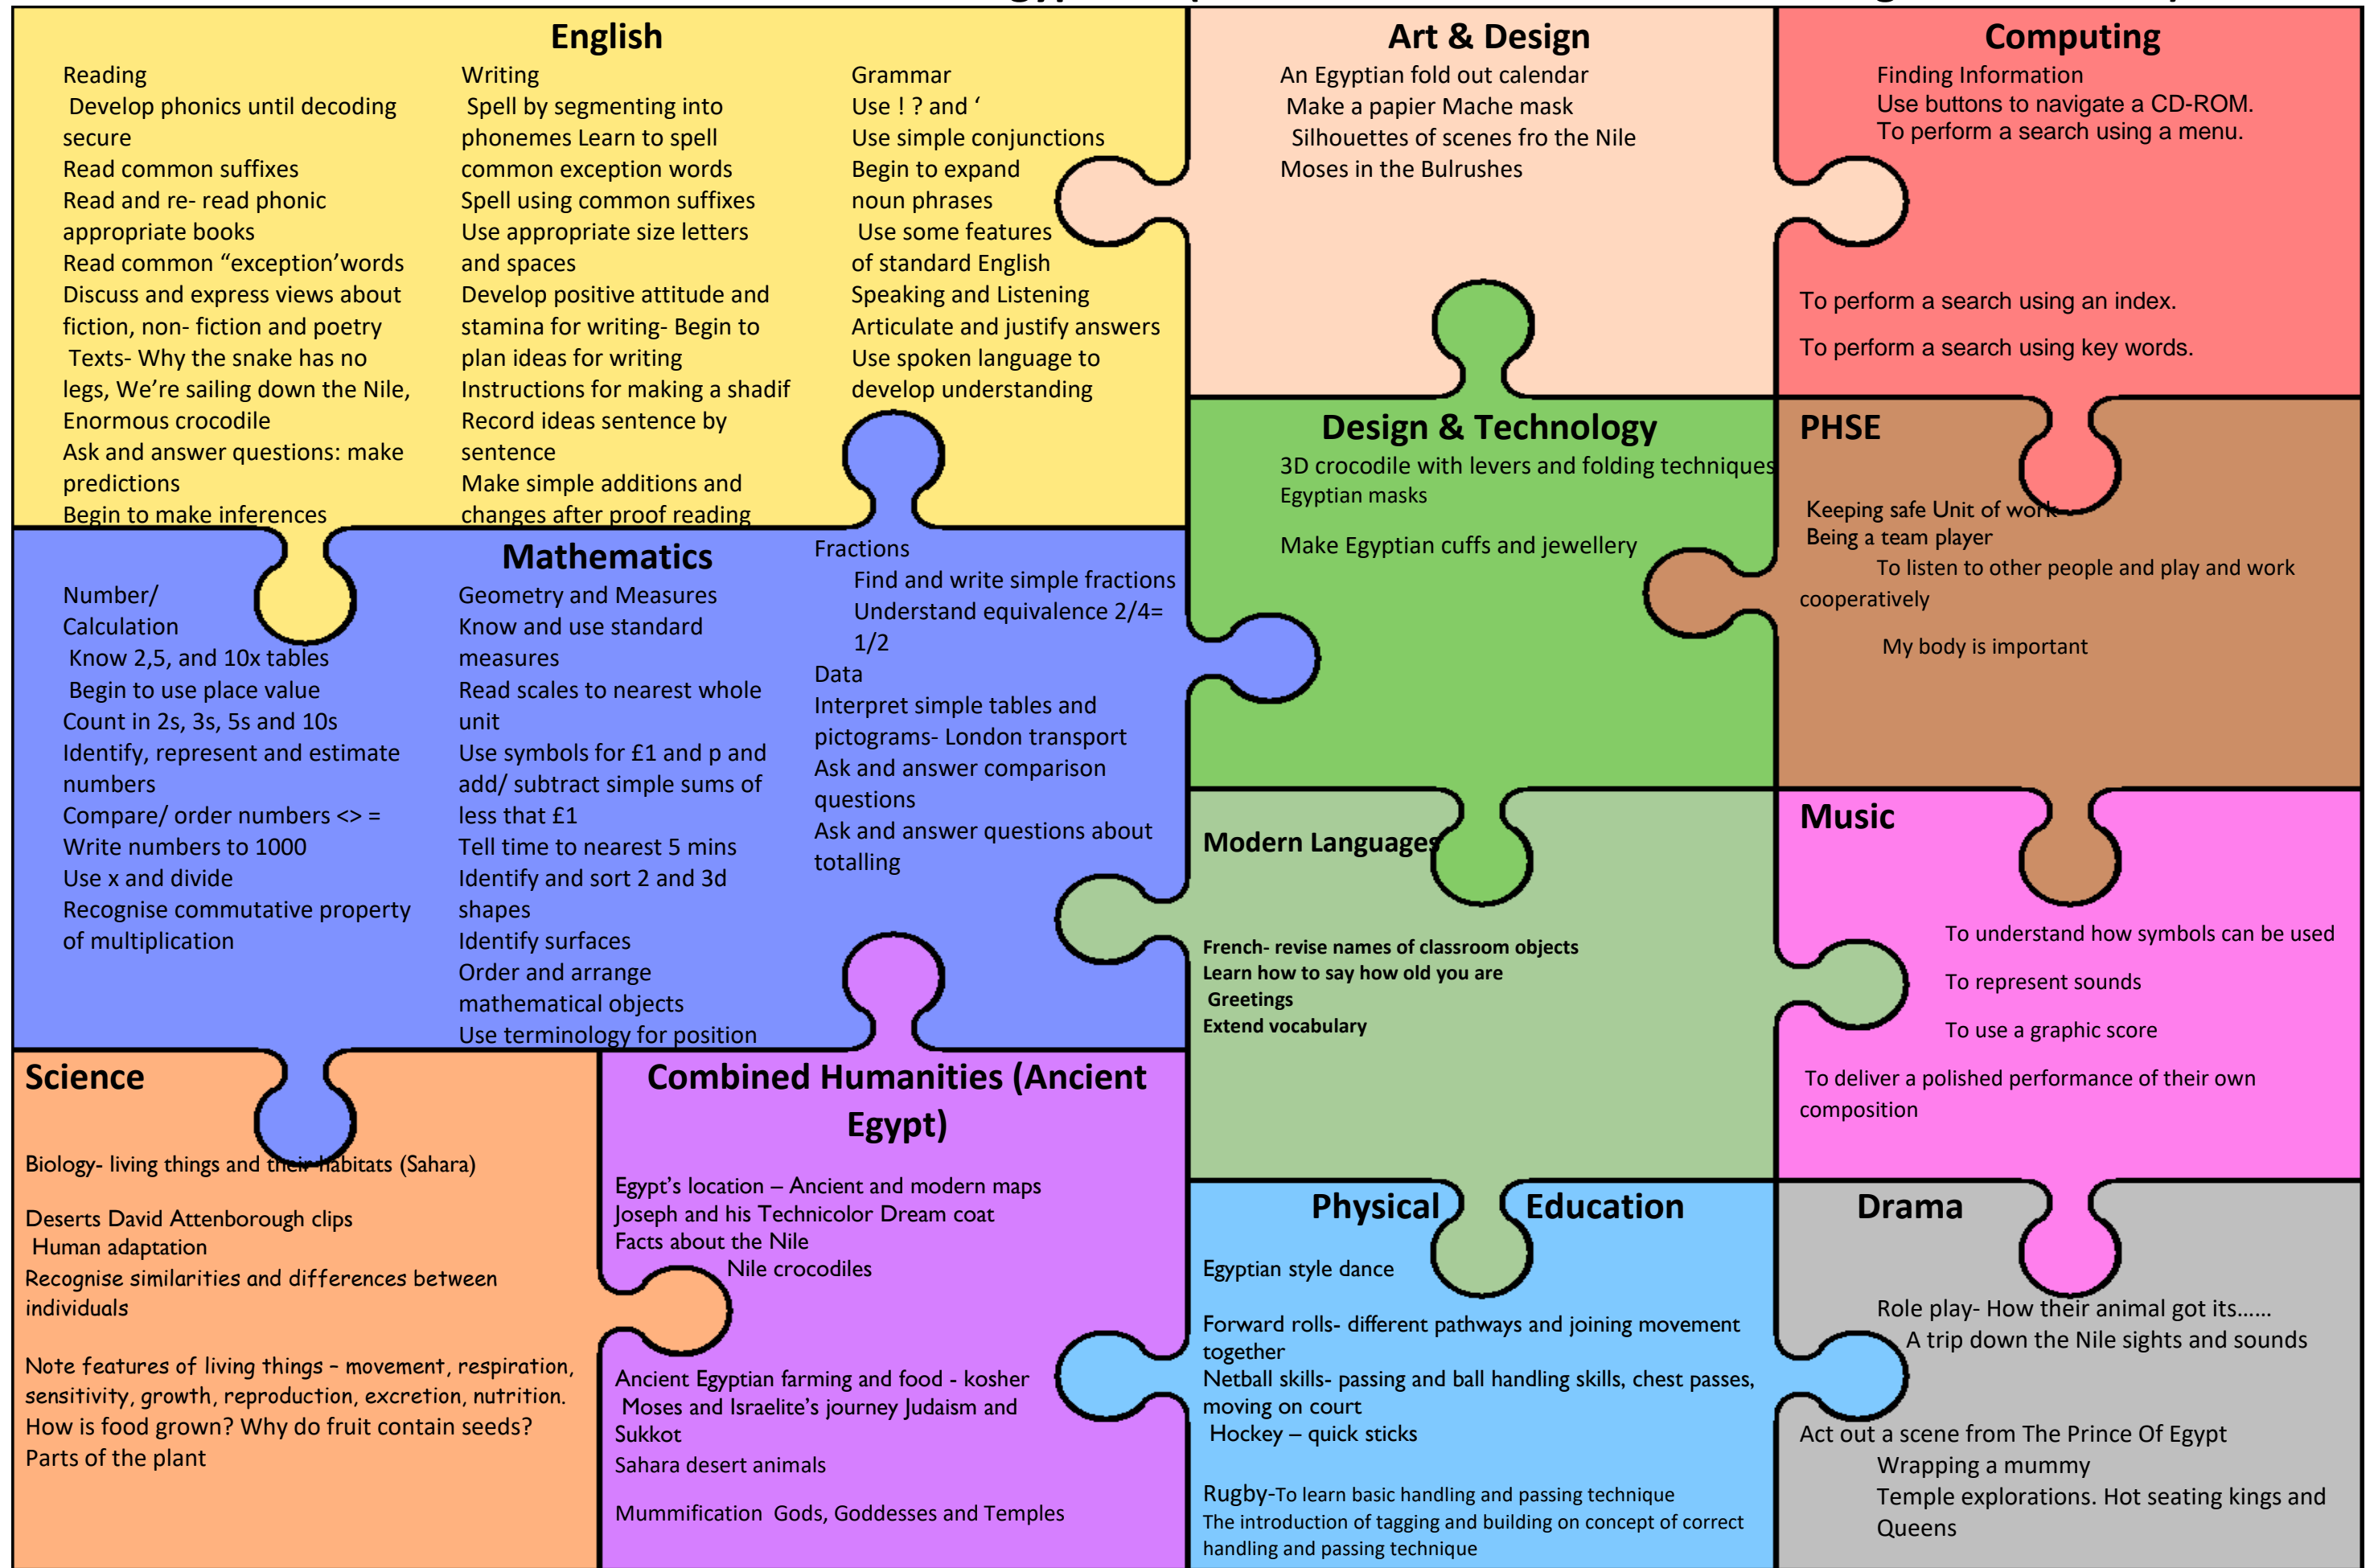 English
Reading
Develop phonics until decoding
secure
Read common suffixes
Read and re- read phonic
appropriate books
Read common “exception’words
Discuss and express views about
fiction, non- fiction and poetry
Texts- Why the snake has no
legs, We’re sailing down the Nile,
Enormous crocodile
Ask and answer questions: make
predictions
Begin to make inferences
Writing
Spell by segmenting into
phonemes Learn to spell
common exception words
Spell using common suffixes
Use appropriate size letters
and spaces
Develop positive attitude and
stamina for writing- Begin to
plan ideas for writing
Instructions for making a shadif
Record ideas sentence by
sentence
Make simple additions and
changes after proof reading
Grammar
Use ! ? and ‘
Use simple conjunctions
Begin to expand
noun phrases
Use some features
of standard English
Speaking and Listening
Articulate and justify answers
Use spoken language to
develop understanding
Art & Design
An Egyptian fold out calendar
Make a papier Mache mask
Silhouettes of scenes fro the Nile
Moses in the Bulrushes
Computing
Finding Information
Use buttons to navigate a CD-ROM.
To perform a search using a menu.
To perform a search using an index.
To perform a search using key words.
Design & Technology
3D crocodile with levers and folding techniques
Egyptian masks
Make Egyptian cuffs and jewellery
PHSE
Keeping safe Unit of work
Being a team player
To listen to other people and play and work
cooperatively
My body is important
Mathematics
Number/
Calculation
Know 2,5, and 10x tables
Begin to use place value
Count in 2s, 3s, 5s and 10s
Identify, represent and estimate
numbers
Compare/ order numbers <> =
Write numbers to 1000
Use x and divide
Recognise commutative property
of multiplication
Geometry and Measures
Know and use standard
measures
Read scales to nearest whole
unit
Use symbols for £1 and p and
add/ subtract simple sums of
less that £1
Tell time to nearest 5 mins
Identify and sort 2 and 3d
shapes
Identify surfaces
Order and arrange
mathematical objects
Use terminology for position
Fractions
Find and write simple fractions
Understand equivalence 2/4=
1/2
Data
Interpret simple tables and
pictograms- London transport
Ask and answer comparison
questions
Ask and answer questions about
totalling
Modern Languages
French- revise names of classroom objects
Learn how to say how old you are
Greetings
Extend vocabulary
Music
To understand how symbols can be used
To represent sounds
To use a graphic score
To deliver a polished performance of their own
composition
Science
Biology- living things and their habitats (Sahara)
Deserts David Attenborough clips
Human adaptation
Recognise similarities and differences between
individuals
Note features of living things – movement, respiration,
sensitivity, growth, reproduction, excretion, nutrition.
How is food grown? Why do fruit contain seeds?
Parts of the plant
Combined Humanities (Ancient
Egypt)
Egypt’s location – Ancient and modern maps
Joseph and his Technicolor Dream coat
Facts about the Nile
Nile crocodiles
Ancient Egyptian farming and food - kosher
Moses and Israelite’s journey Judaism and
Sukkot
Sahara desert animals
Mummification Gods, Goddesses and Temples
Physical Education
Egyptian style dance
Forward rolls- different pathways and joining movement
together
Netball skills- passing and ball handling skills, chest passes,
moving on court
Hockey – quick sticks
Rugby-To learn basic handling and passing technique
The introduction of tagging and building on concept of correct
handling and passing technique
Drama
Role play- How their animal got its……
A trip down the Nile sights and sounds
Act out a scene from The Prince Of Egypt
Wrapping a mummy
Temple explorations. Hot seating kings and
Queens